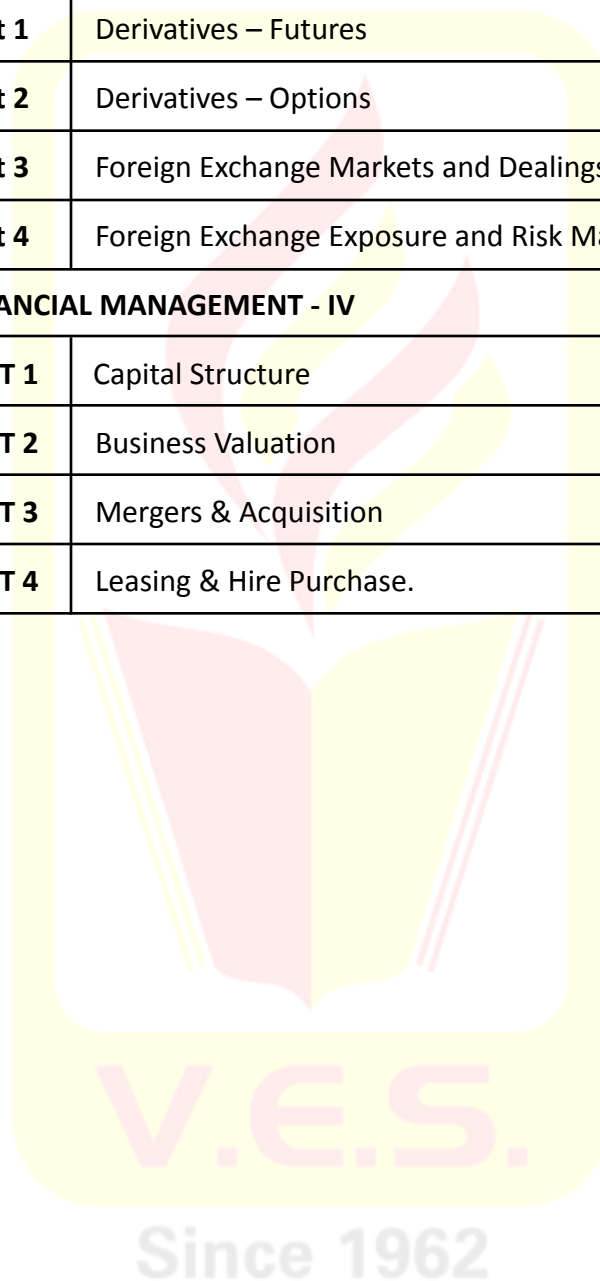 t 1 Derivatives – Futures
t 2 Derivatives – Options
t 3 Foreign Exchange Markets and Dealings
t 4 Foreign Exchange Exposure and Risk Ma
ANCIAL MANAGEMENT - IV
T 1 Capital Structure
T 2 Business Valuation
T 3 Mergers & Acquisition
T 4 Leasing & Hire Purchase.
V.E.S.
Since 1962